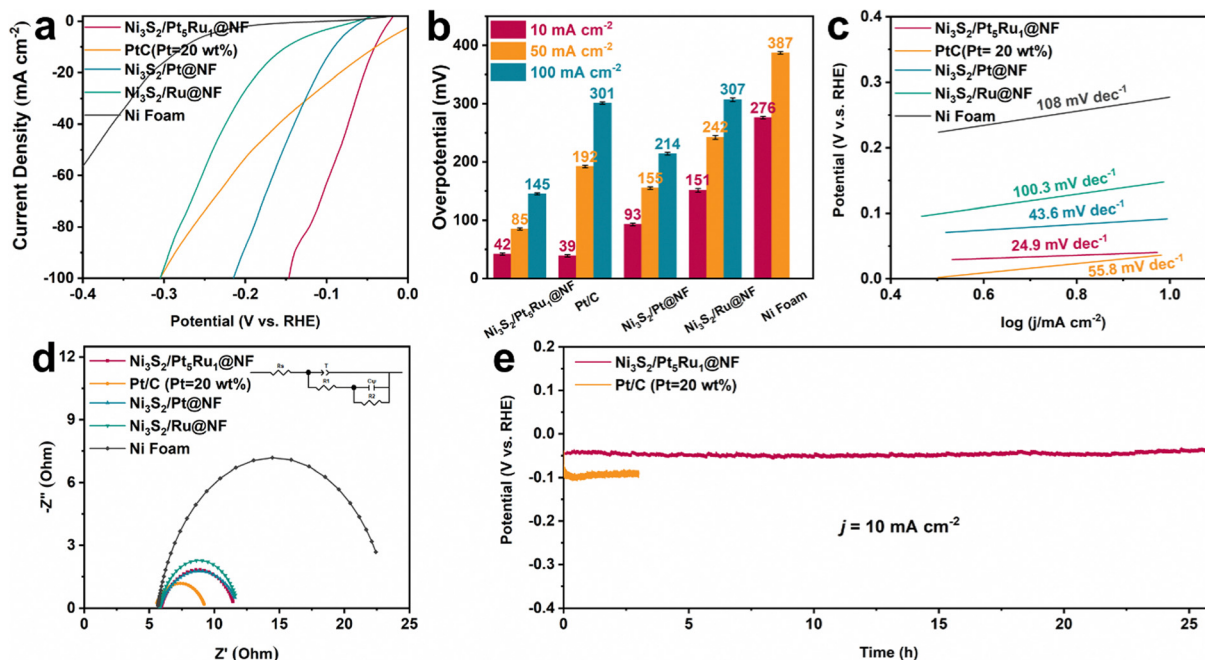 a
Ni₃S₂/Pt₅Ru₁@NF
PtC(Pt=20 wt%)
Ni₃S₂/Pt@NF
Ni₃S₂/Ru@NF
Ni Foam
Current Density (mA cm⁻²)
0
-20
-40
-60
-80
-100
-0.4
-0.3
-0.2
-0.1
0.0
Potential (V vs. RHE)
b
10 mA cm⁻²
50 mA cm⁻²
100 mA cm⁻²
Overpotential (mV)
400
300
200
100
0
42
85
145
39
192
301
93
155
214
151
242
307
276
387
Ni₃S₂/Pt₅Ru₁@NF
Pt/C
Ni₃S₂/Pt@NF
Ni₃S₂/Ru@NF
Ni Foam
c
Ni₃S₂/Pt₅Ru₁@NF
PtC(Pt= 20 wt%)
Ni₃S₂/Pt@NF
Ni₃S₂/Ru@NF
Ni Foam
108 mV dec⁻¹
100.3 mV dec⁻¹
43.6 mV dec⁻¹
24.9 mV dec⁻¹
55.8 mV dec⁻¹
Potential (V v.s. RHE)
0.4
0.3
0.2
0.1
0.0
0.4
0.6
0.8
1.0
log (j/mA cm⁻²)
d
Ni₃S₂/Pt₅Ru₁@NF
Pt/C (Pt=20 wt%)
Ni₃S₂/Pt@NF
Ni₃S₂/Ru@NF
Ni Foam
Rs
T
R1
R2
-Z'' (Ohm)
12
9
6
3
0
0
5
10
15
20
25
Z' (Ohm)
e
Ni₃S₂/Pt₅Ru₁@NF
Pt/C (Pt=20 wt%)
j = 10 mA cm⁻²
Potential (V vs. RHE)
0.2
0.1
0.0
-0.1
-0.2
-0.3
-0.4
0
5
10
15
20
25
Time (h)